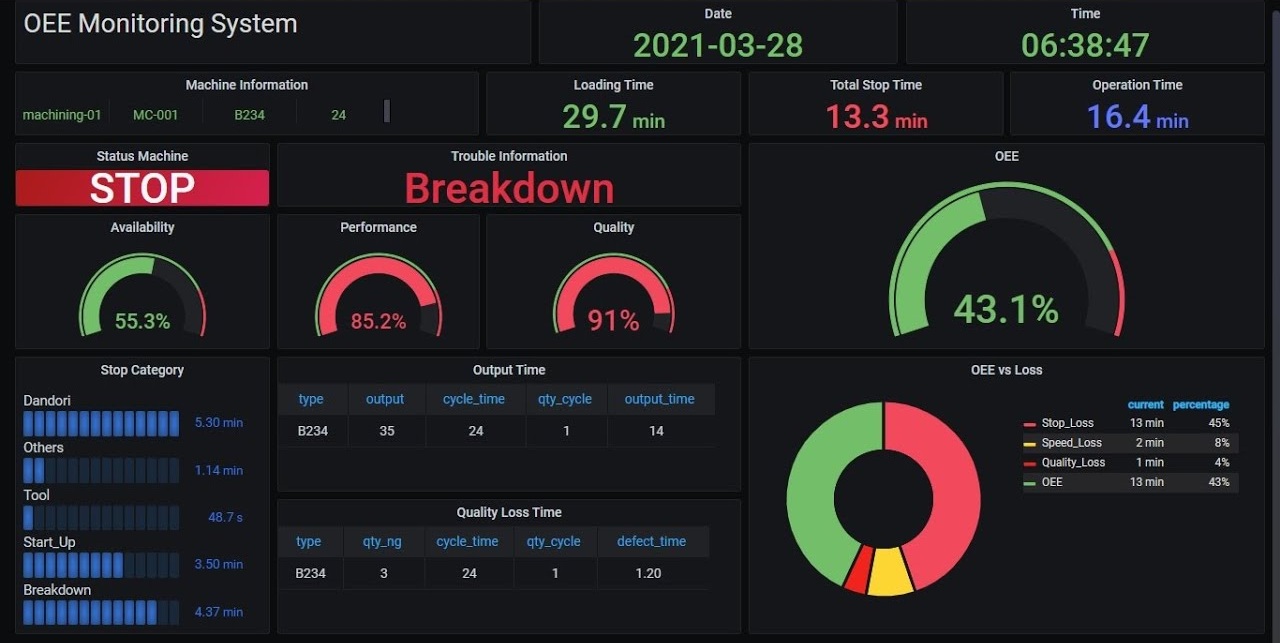 OEE Monitoring System
Date
2021-03-28
Time
06:38:47
Machine Information
machining-01 MC-001 B234 24
Loading Time
29.7 min
Total Stop Time
13.3 min
Operation Time
16.4 min
Status Machine
STOP
Trouble Information
Breakdown
OEE
43.1%
Availability
55.3%
Performance
85.2%
Quality
91%
Stop Category
Dandori
5.30 min
Others
1.14 min
Tool
48.7 s
Start_Up
3.50 min
Breakdown
4.37 min
Output Time
type output cycle_time qty_cycle output_time
B234 35 24 1 14
Quality Loss Time
type qty_ng cycle_time qty_cycle defect_time
B234 3 24 1 1.20
OEE vs Loss
current percentage
Stop_Loss 13 min 45%
Speed_Loss 2 min 8%
Quality_Loss 1 min 4%
OEE 13 min 43%